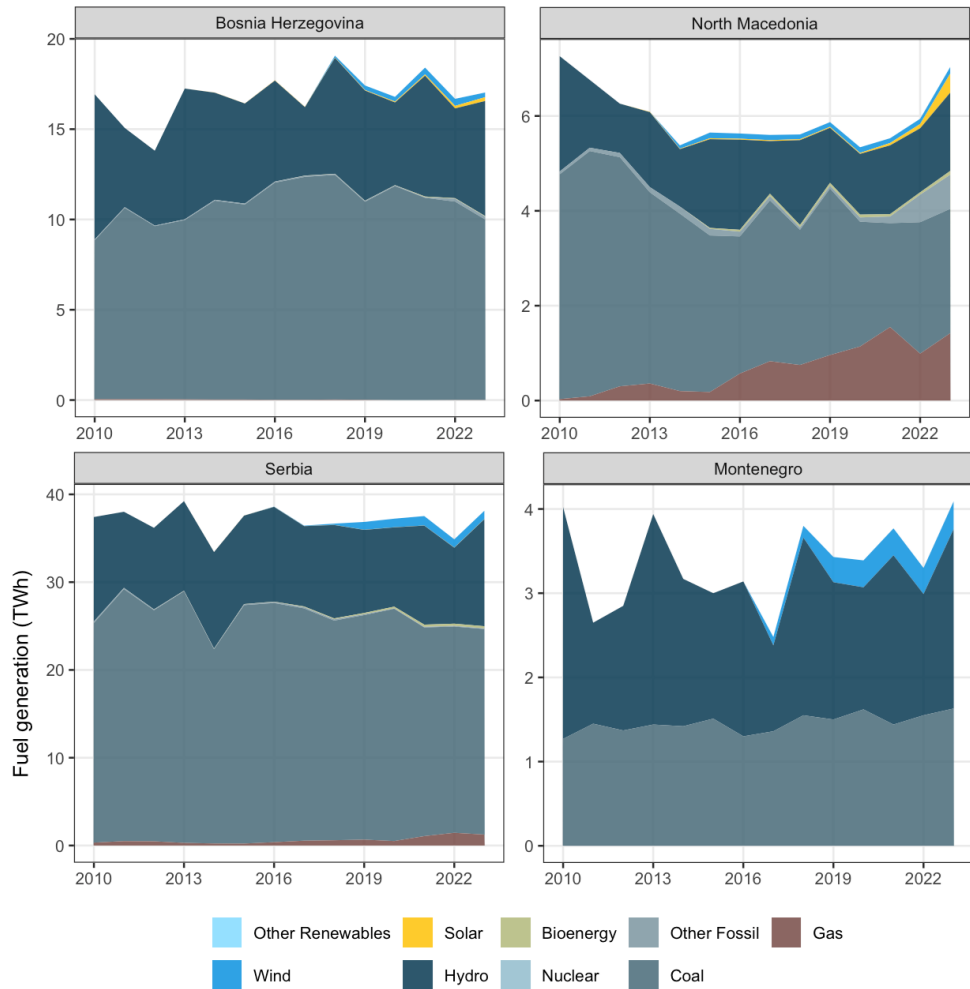 Bosnia Herzegovina
North Macedonia
20
15
10
5
0
6
4
2
0
2010 2013 2016 2019 2022
2010 2013 2016 2019 2022
Serbia
Montenegro
Fuel generation (TWh)
40
30
20
10
0
4
3
2
1
0
2010 2013 2016 2019 2022
2010 2013 2016 2019 2022
Other Renewables Solar Bioenergy Other Fossil Gas
Wind Hydro Nuclear Coal